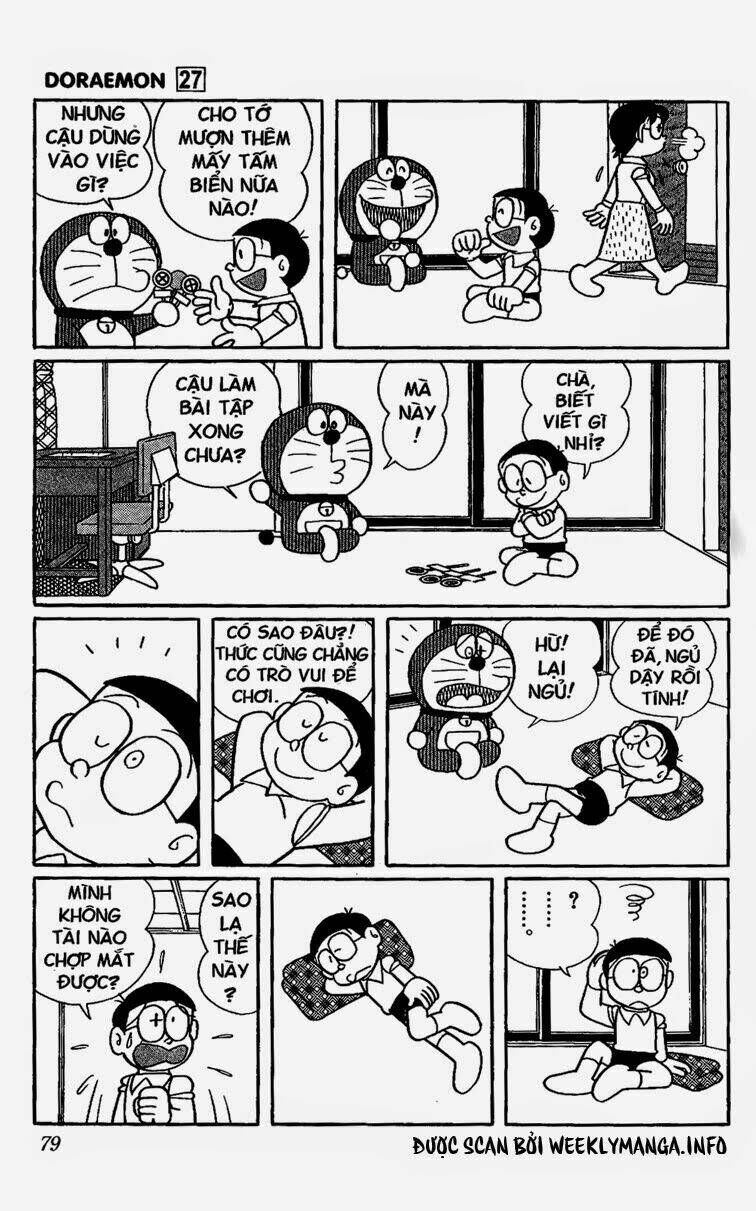 DORAEMON 27
CHO TỚ
MƯỢN THÊM
MẤY TẤM
BIỂN NỮA
NÀO!
NHƯNG
CẬU DÙNG
VÀO VIỆC
GÌ?
CHÀ,
BIẾT
VIẾT GÌ
NHỈ?
MÀ
NÀY
!
CẬU LÀM
BÀI TẬP
XONG
CHƯA?
ĐỂ ĐÓ
ĐÃ, NGỦ
DẬY RỒI
TÍNH!
HỪ!
LẠI
NGỦ!
CÓ SAO ĐÂU?!
THỨC CŨNG CHẲNG
CÓ TRÒ VUI ĐỂ
CHƠI.
?
SAO
LẠ
THẾ
NÀY
?
MÌNH
KHÔNG
TÀI NÀO
CHỢP MẮT
ĐƯỢC?
79
ĐƯỢC SCAN BỞI WEEKLYMANGA.INFO